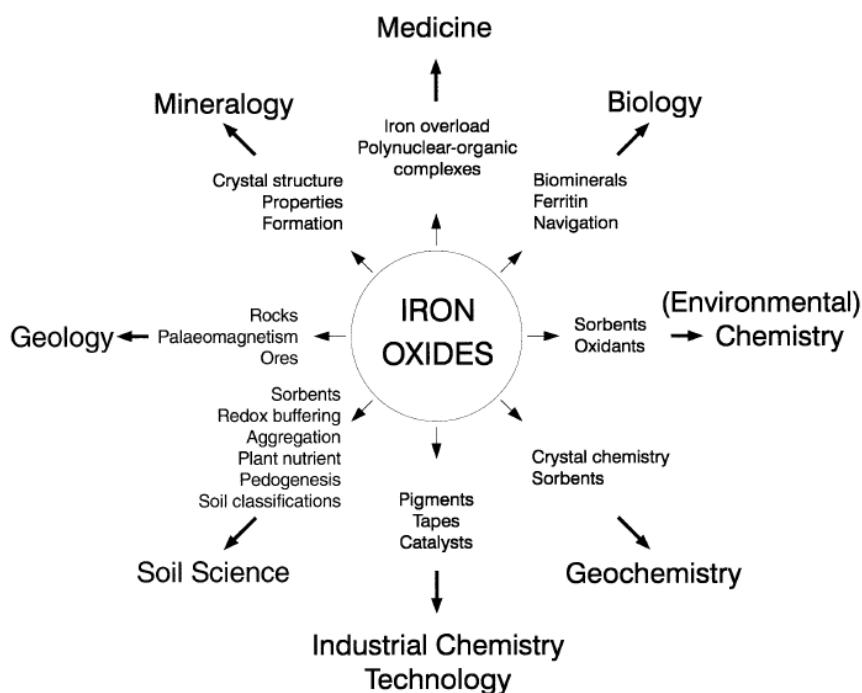 Medicine
Mineralogy
Biology
Iron overload
Polynuclear-organic
complexes
Crystal structure
Properties
Formation
Biominerals
Ferritin
Navigation
IRON
OXIDES
Rocks
Palaeomagnetism
Ores
Geology
Sorbents
Oxidants
(Environmental)
Chemistry
Sorbents
Redox buffering
Aggregation
Plant nutrient
Pedogenesis
Soil classifications
Crystal chemistry
Sorbents
Pigments
Tapes
Catalysts
Soil Science
Geochemistry
Industrial Chemistry
Technology